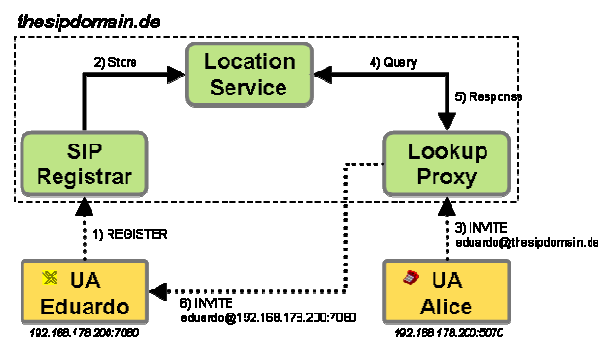 thesipdomain.de
2) Store
Location
Service
4) Query
5) Response
SIP
Registrar
Lookup
Proxy
1) REGISTER
3) INVITE
eduardo@thesipdomain.de
UA
Eduardo
6) INVITE
eduardo@192.168.178.200:7060
UA
Alice
192.168.178.200:7060
192.168.178.200:5070